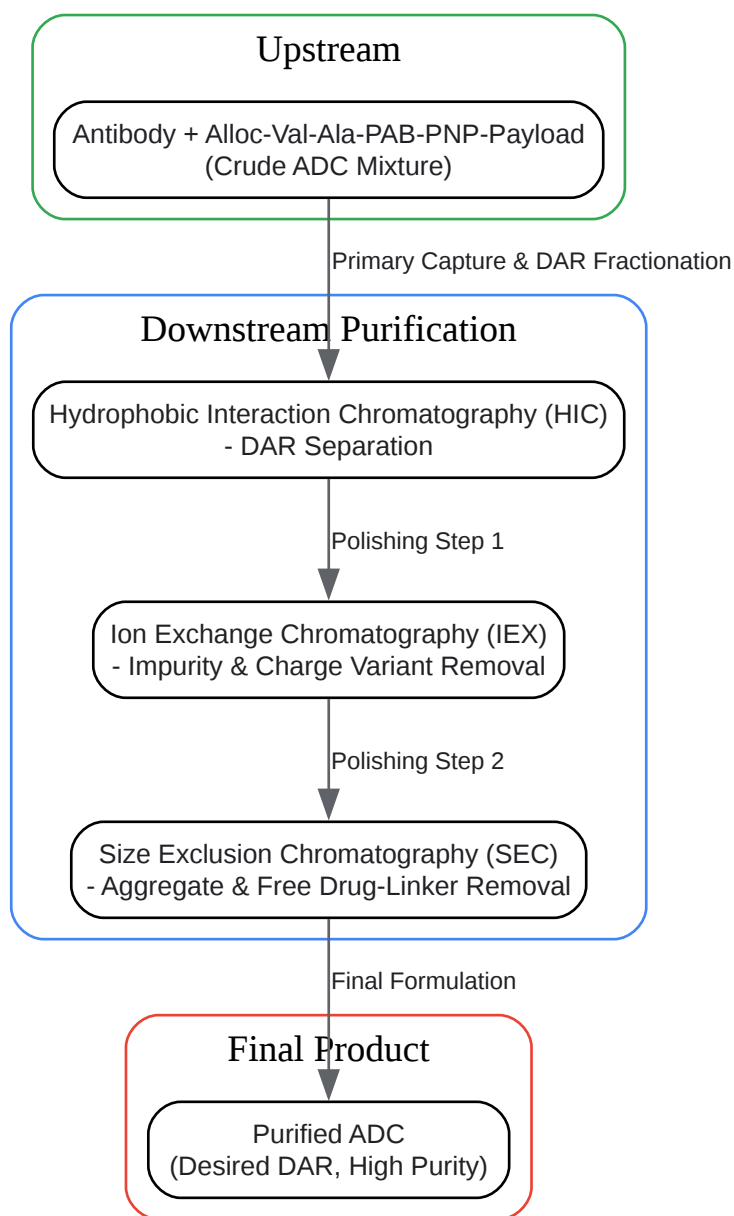 Upstream
Antibody + Alloc-Val-Ala-PAB-PNP-Payload
(Crude ADC Mixture)
Primary Capture & DAR Fractionation
Downstream Purification
Hydrophobic Interaction Chromatography (HIC)
- DAR Separation
Polishing Step 1
Ion Exchange Chromatography (IEX)
- Impurity & Charge Variant Removal
Polishing Step 2
Size Exclusion Chromatography (SEC)
- Aggregate & Free Drug-Linker Removal
Final Formulation
Final Product
Purified ADC
(Desired DAR, High Purity)